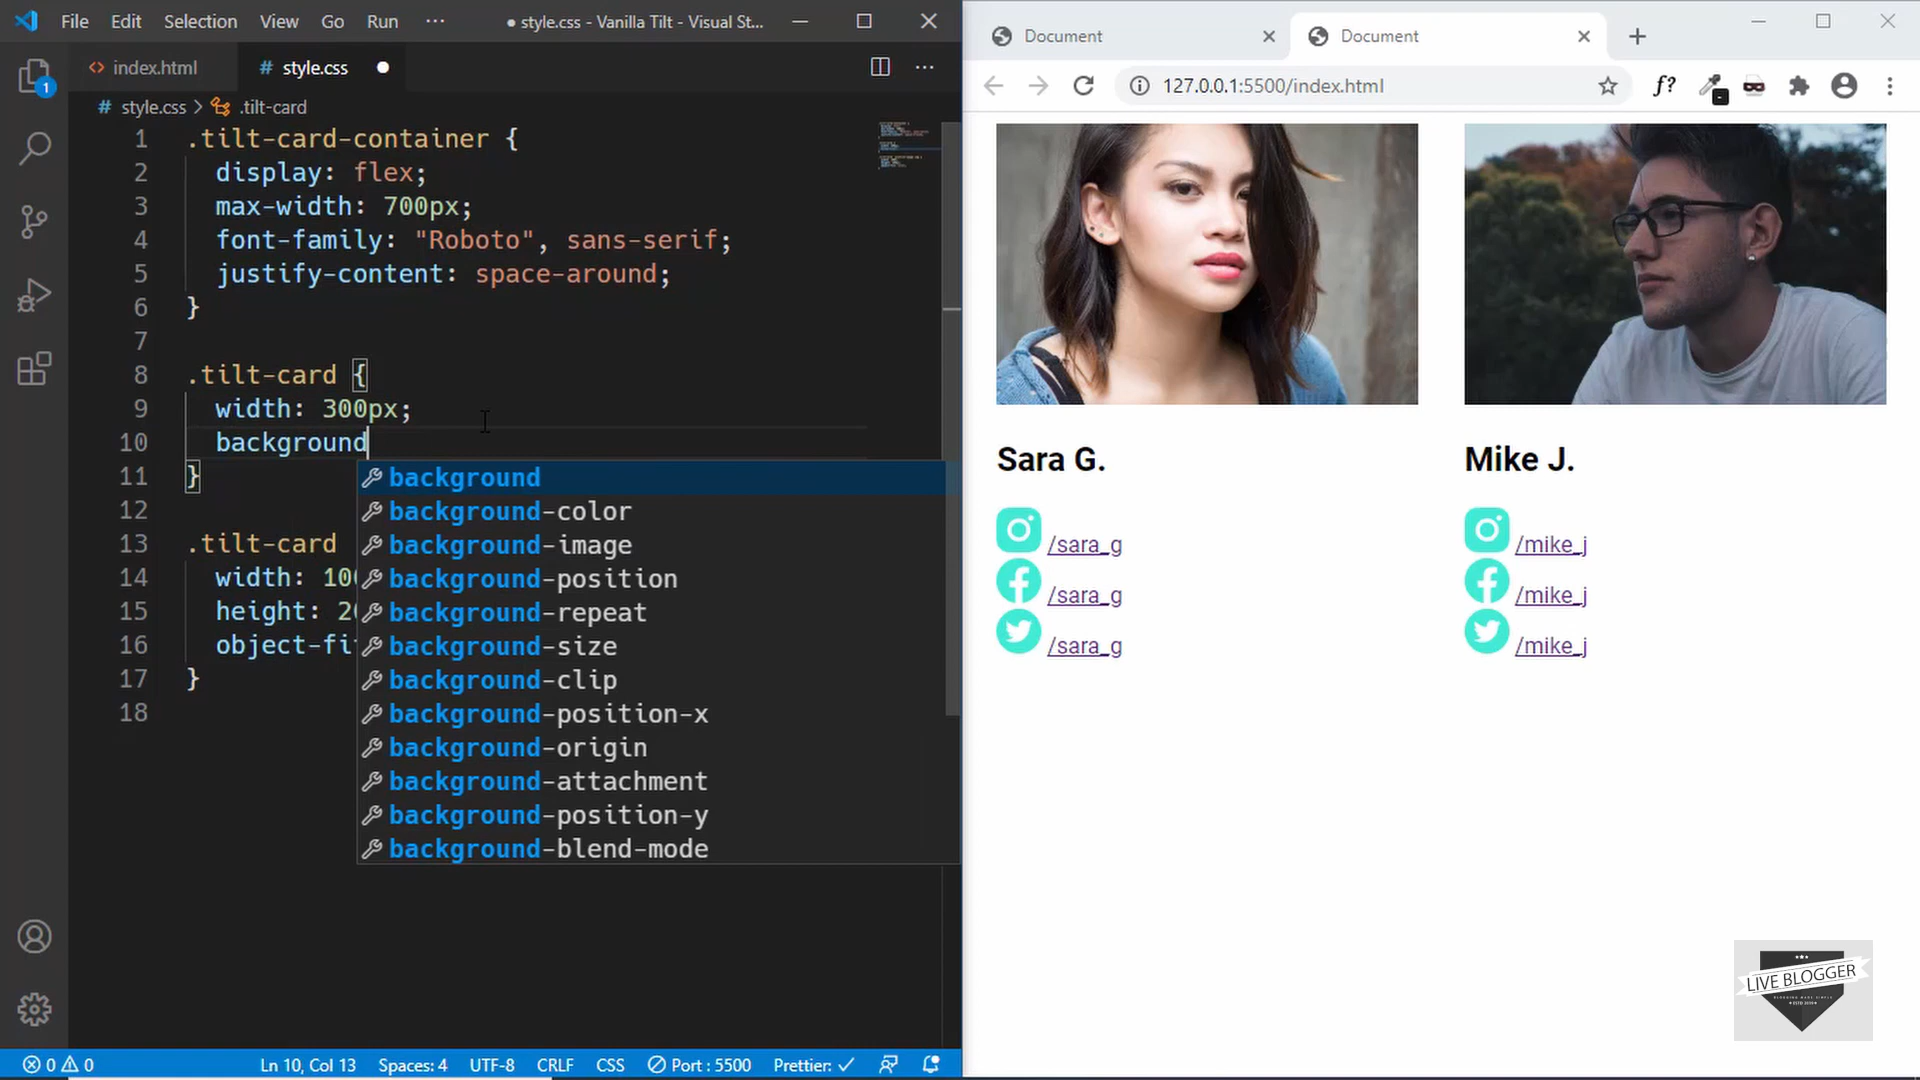 File Edit Selection View Go Run ··· ● style.css - Vanilla Tilt - Visual St...
index.html # style.css ●
# style.css > .tilt-card
1 .tilt-card-container {
2 display: flex;
3 max-width: 700px;
4 font-family: "Roboto", sans-serif;
5 justify-content: space-around;
6 }
7
8 .tilt-card {
9 width: 300px;
10 background
11 }
12
13 .tilt-card
14 width: 100
15 height: 20
16 object-fit
17 }
18
background
background-color
background-image
background-position
background-repeat
background-size
background-clip
background-position-x
background-origin
background-attachment
background-position-y
background-blend-mode
1
0 0 Ln 10, Col 13 Spaces: 4 UTF-8 CRLF CSS Port : 5500 Prettier: ✓
Document Document
127.0.0.1:5500/index.html f?
Sara G.
/sara_g
/sara_g
/sara_g
Mike J.
/mike_j
/mike_j
/mike_j
LIVE BLOGGER